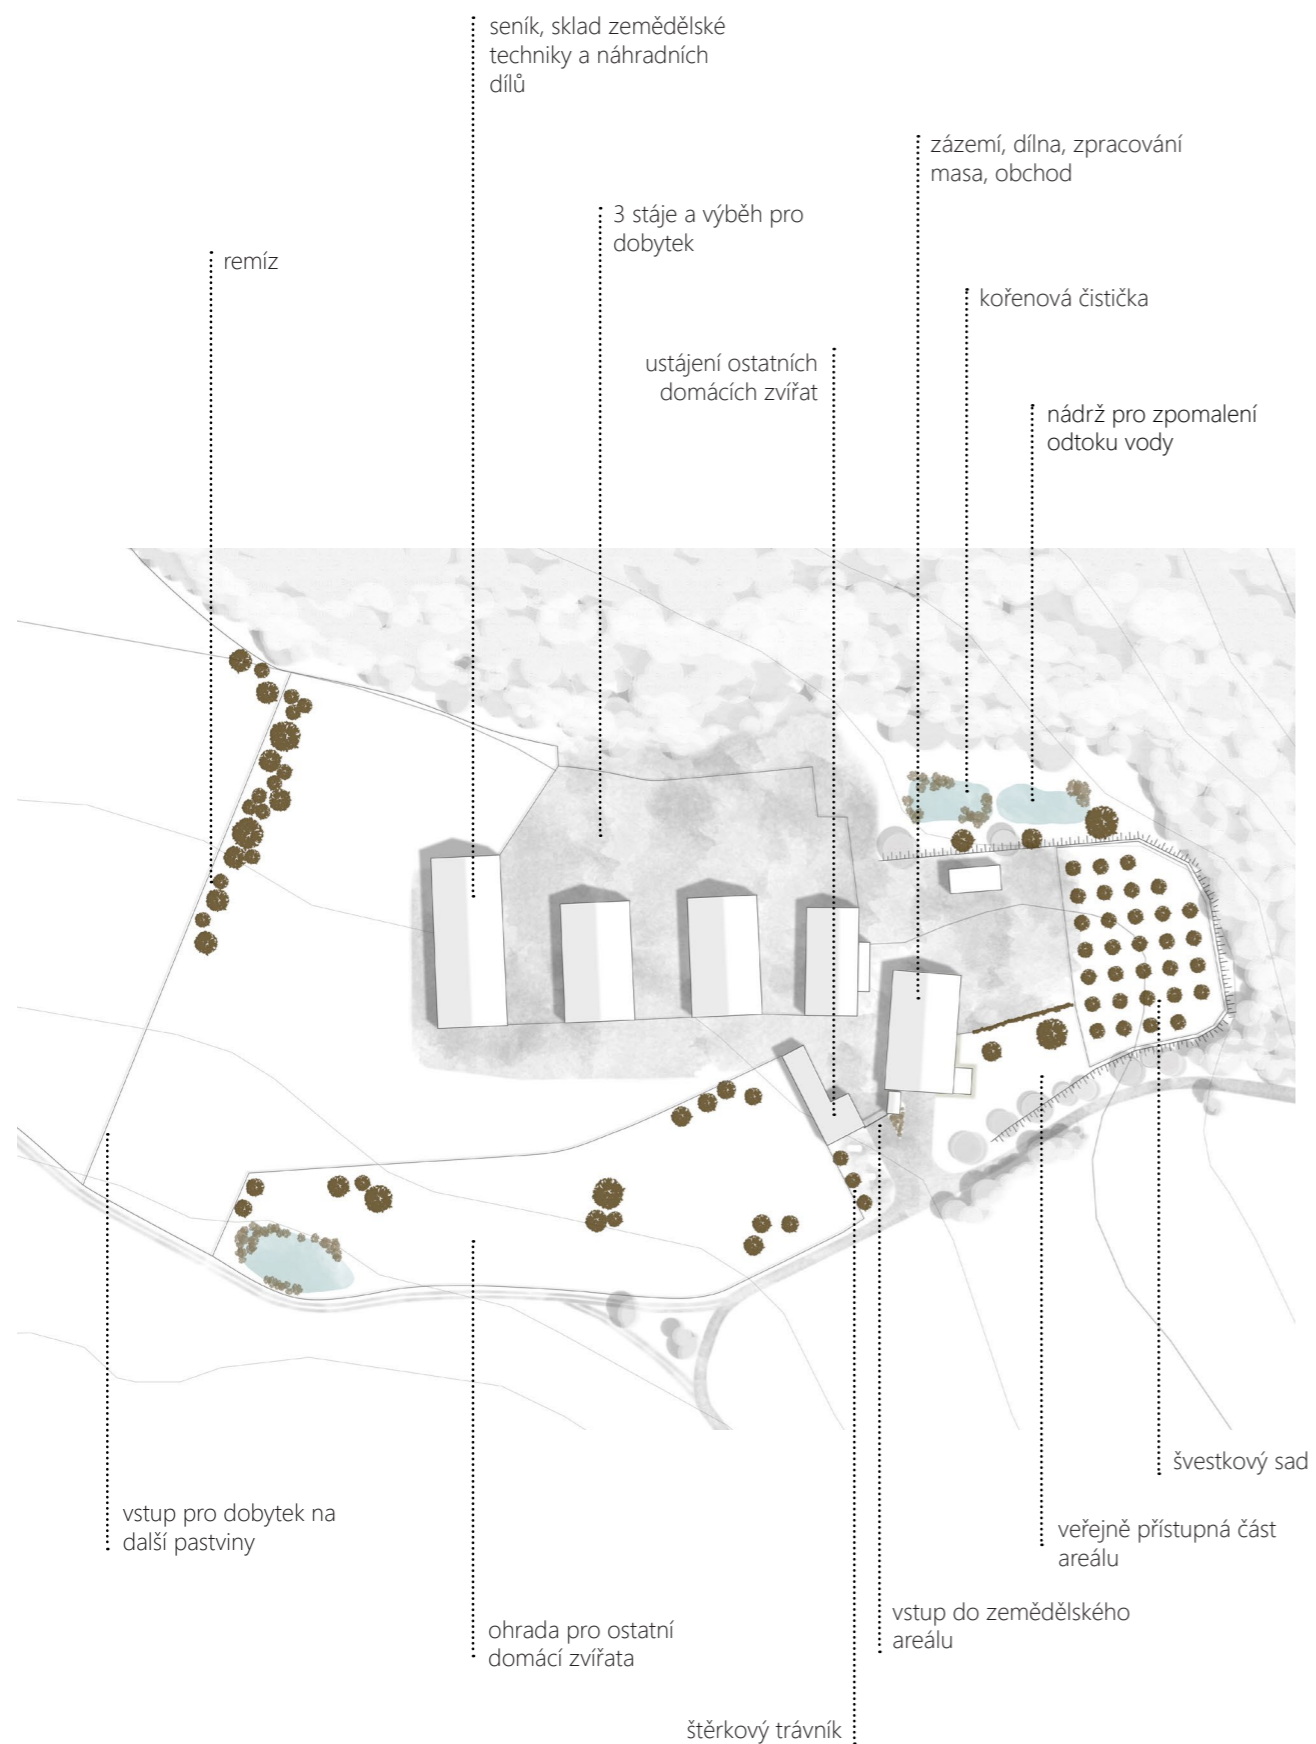 seník, sklad zemědělské
techniky a náhradních
dílů
zázemí, dílna, zpracování
masa, obchod
3 stáje a výběh pro
dobytek
remíz
kořenová čistička
ustájení ostatních
domácích zvířat
nádrž pro zpomalení
odtoku vody
švestkový sad
vstup pro dobytek na
další pastviny
veřejně přístupná část
areálu
vstup do zemědělského
areálu
ohrada pro ostatní
domácí zvířata
štěrkový trávník